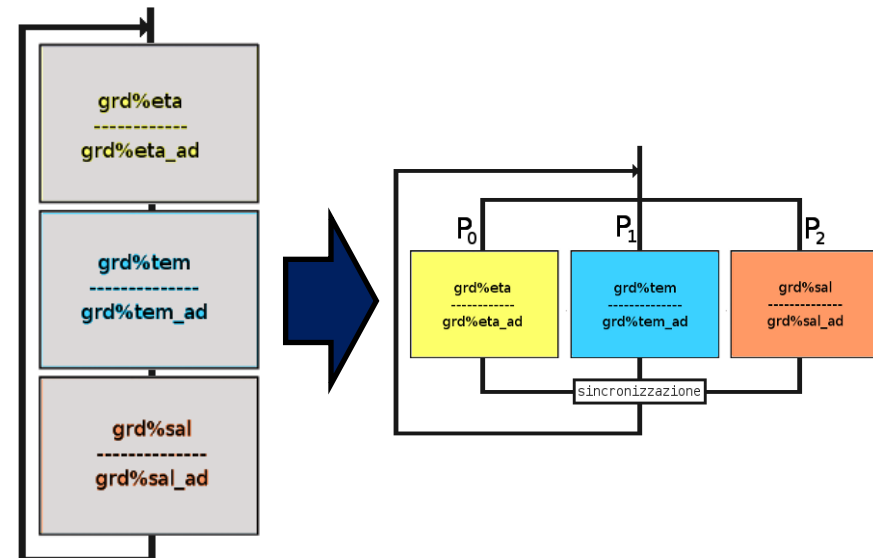 grd%eta
------------
grd%eta_ad
grd%tem
--------------
grd%tem_ad
grd%sal
--------------
grd%sal_ad
P0
P1
P2
grd%eta
------------
grd%eta_ad
grd%tem
--------------
grd%tem_ad
grd%sal
--------------
grd%sal_ad
sincronizzazione